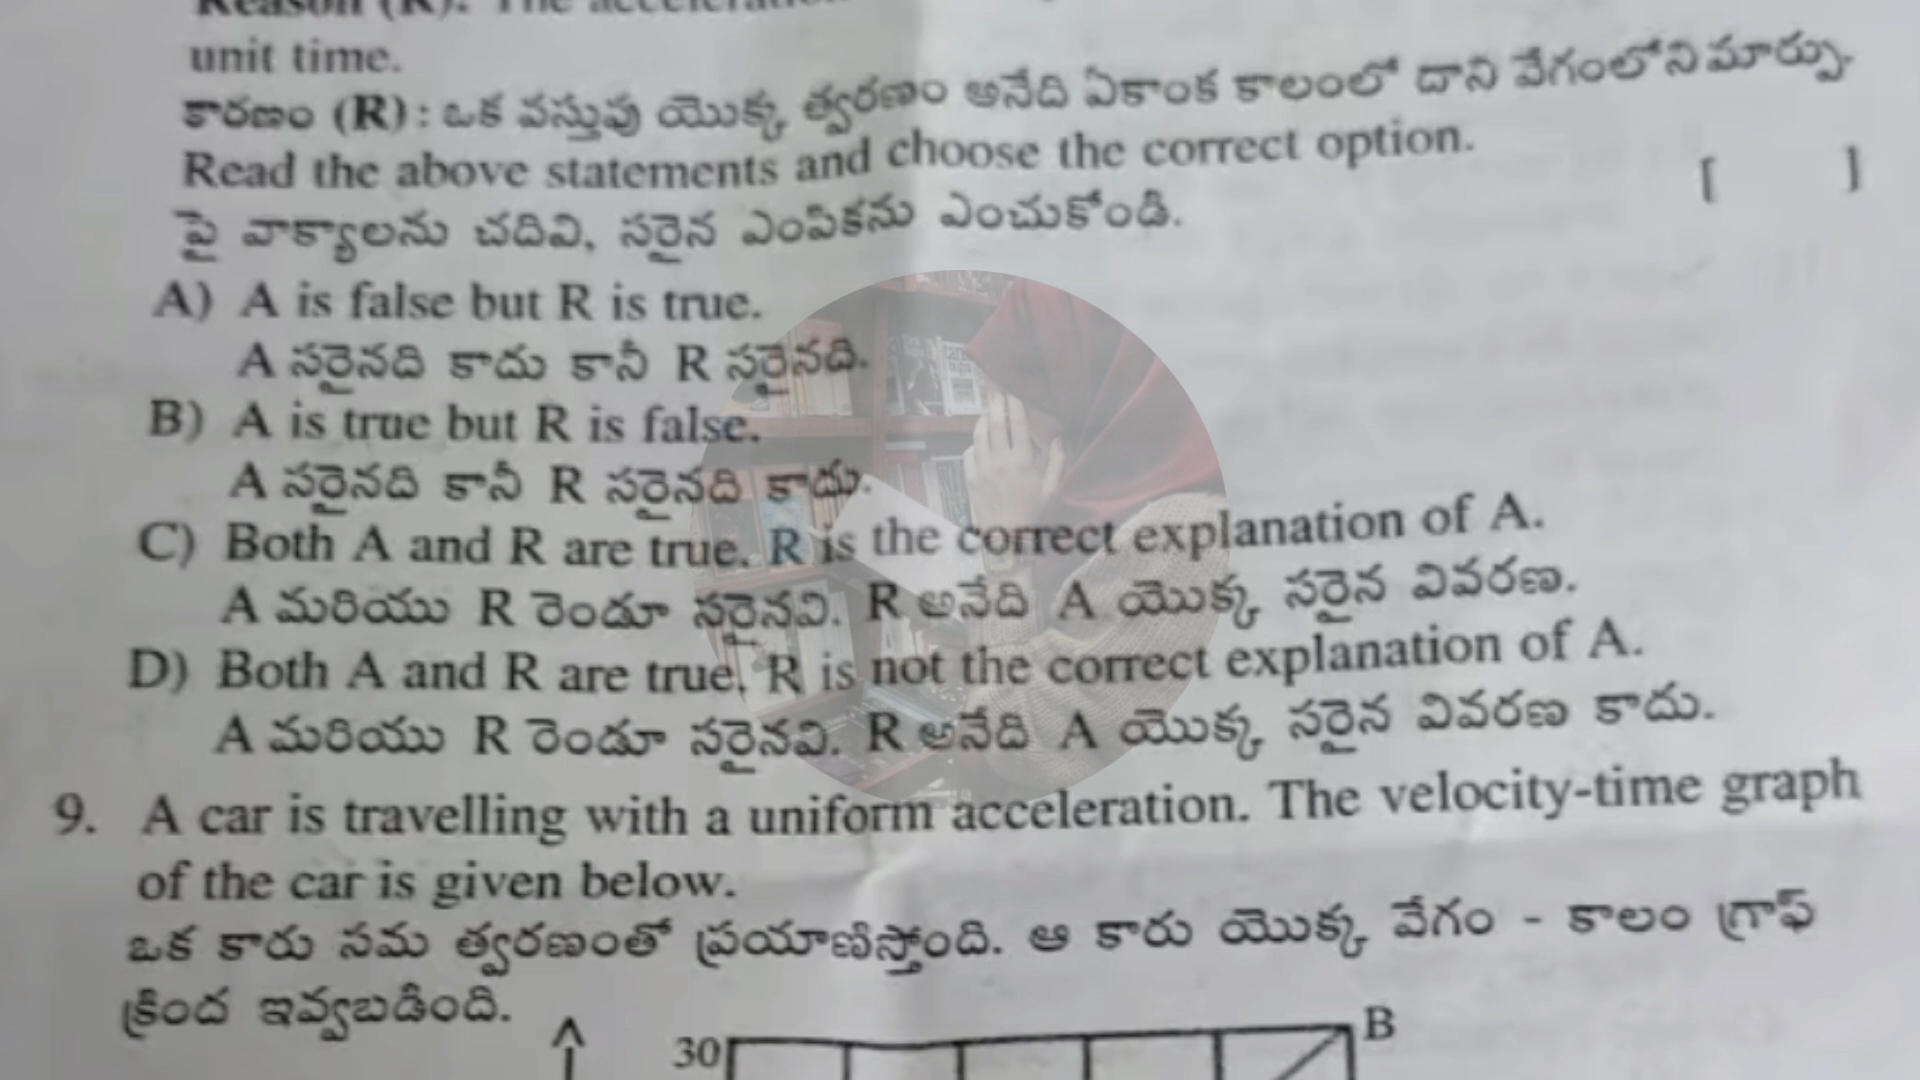 Reason (R): The acceleration
unit time.
కారణం (R) : ఒక వస్తువు యొక్క త్వరణం అనేది ఏకాంక కాలంలో దాని వేగంలోని మార్పు.
Read the above statements and choose the correct option. [ ]
పై వాక్యాలను చదివి, సరైన ఎంపికను ఎంచుకోండి.
A) A is false but R is true.
A సరైనది కాదు కానీ R సరైనది.
B) A is true but R is false.
A సరైనది కానీ R సరైనది కాదు.
C) Both A and R are true. R is the correct explanation of A.
A మరియు R రెండూ సరైనవి. R అనేది A యొక్క సరైన వివరణ.
D) Both A and R are true. R is not the correct explanation of A.
A మరియు R రెండూ సరైనవి. R అనేది A యొక్క సరైన వివరణ కాదు.
9. A car is travelling with a uniform acceleration. The velocity-time graph
of the car is given below.
ఒక కారు సమ త్వరణంతో ప్రయాణిస్తోంది. ఆ కారు యొక్క వేగం - కాలం గ్రాఫ్
క్రింద ఇవ్వబడింది.
30 B